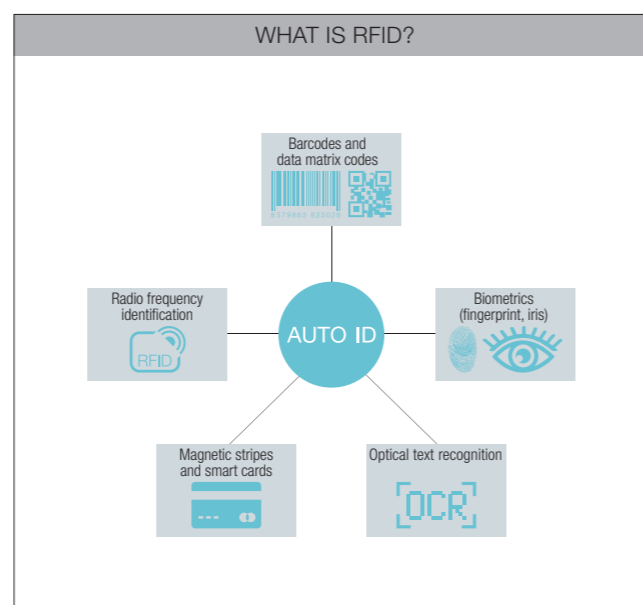 WHAT IS RFID?
Barcodes and
data matrix codes
Radio frequency
identification
RFID
AUTO ID
Biometrics
(fingerprint, iris)
Magnetic stripes
and smart cards
Optical text recognition
OCR